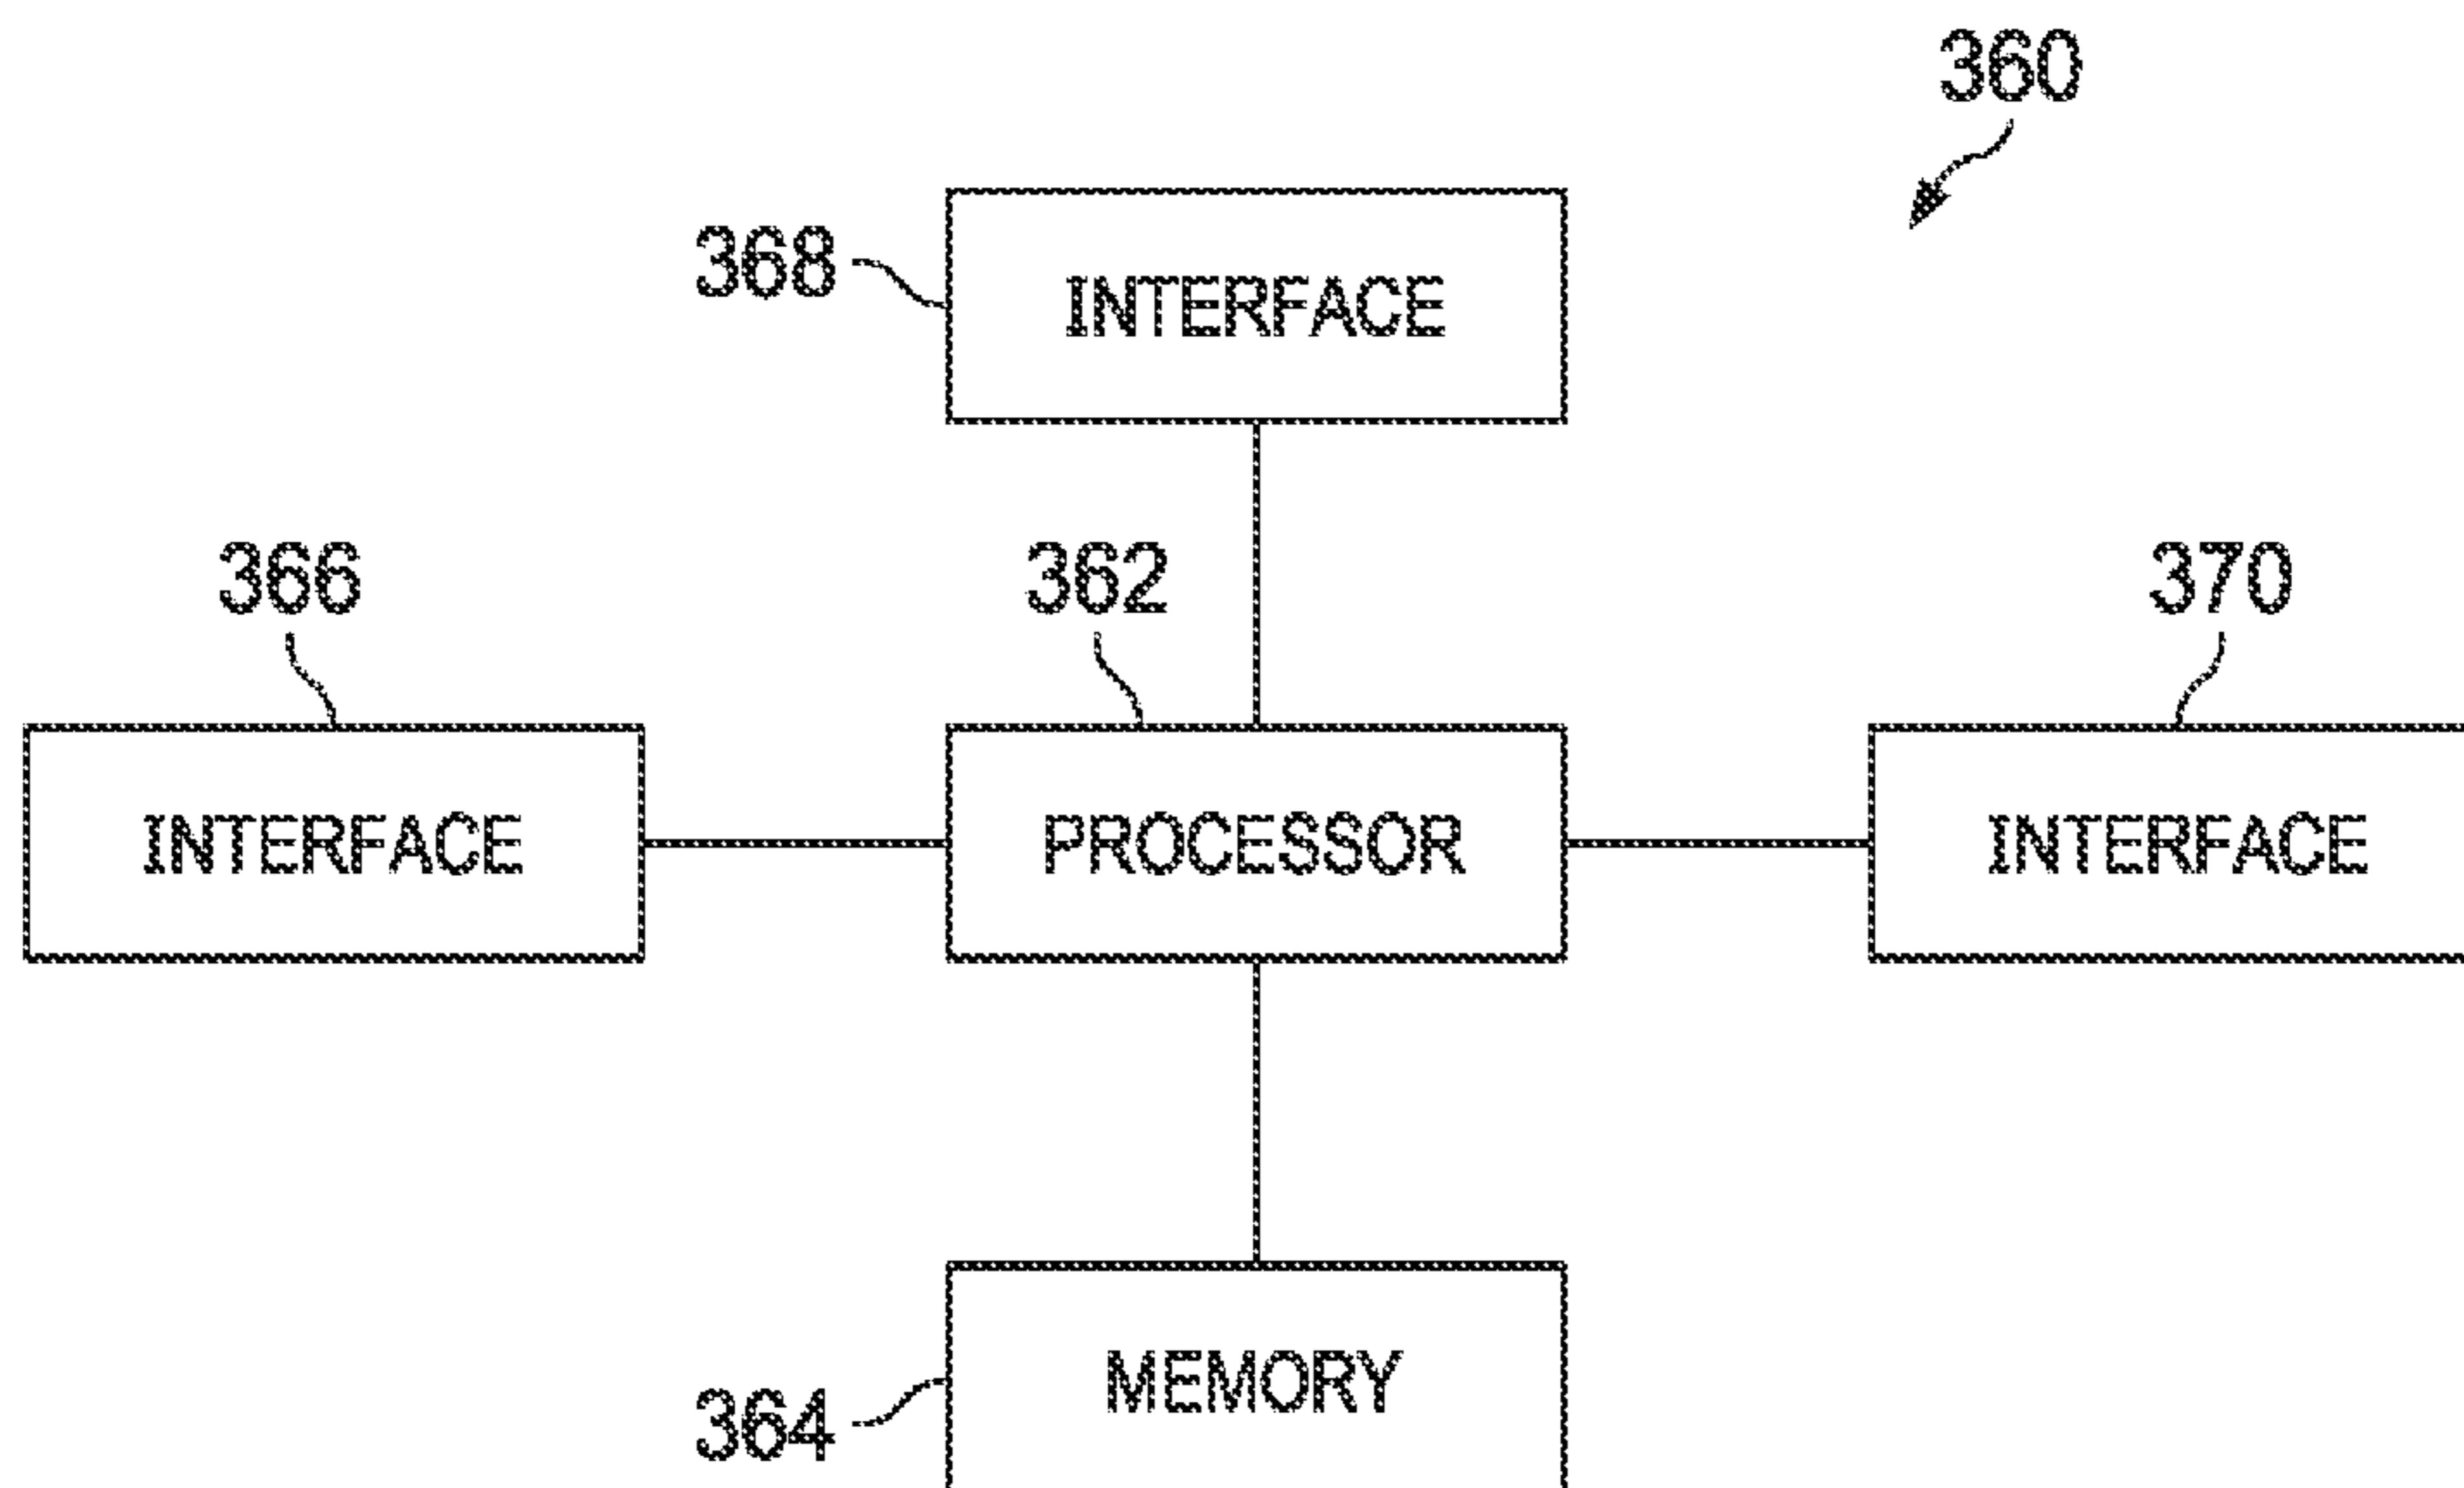 360
368
INTERFACE
366
362
370
INTERFACE
PROCESSOR
INTERFACE
MEMORY
364